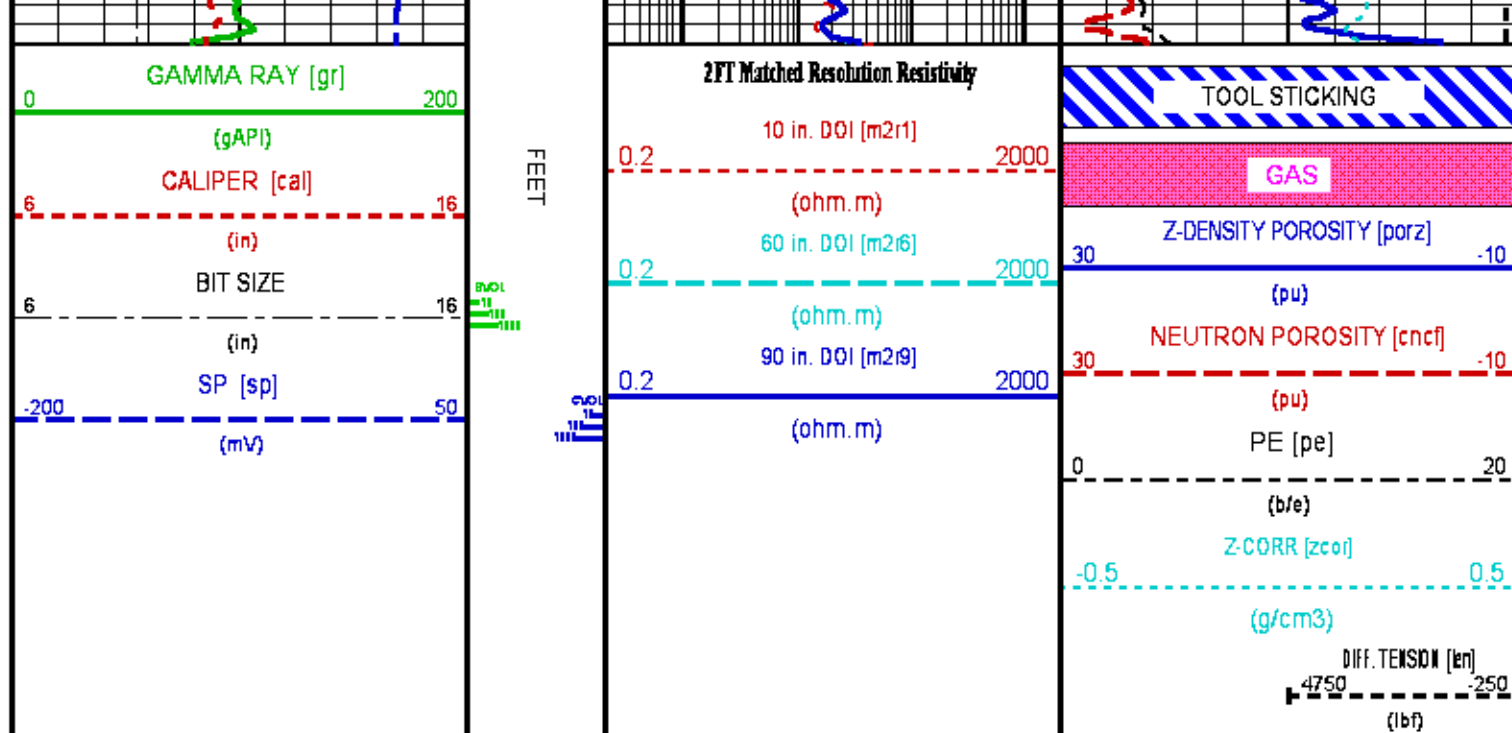 GAMMA RAY [gr]
0 200
(gAPI)
CALIPER [cal]
6 16
(in)
BIT SIZE
6 16
(in)
SP [sp]
-200 50
(mV)
FEET
2FT Matched Resolution Resistivity
10 in. DOI [m2r1]
0.2 2000
(ohm.m)
60 in. DOI [m2r6]
0.2 2000
(ohm.m)
90 in. DOI [m2r9]
0.2 2000
(ohm.m)
TOOL STICKING
GAS
Z-DENSITY POROSITY [porz]
30 -10
(pu)
NEUTRON POROSITY [cncf]
30 -10
(pu)
PE [pe]
0 20
(b/e)
Z-CORR [zcor]
-0.5 0.5
(g/cm3)
DIFF. TENSION [ten]
4750 -250
(lbf)